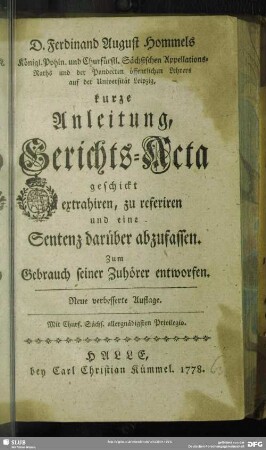 D. Ferdinand August Hommels
Königl. Pohln. und Churfürstl. Sächsischen Appellations-
Raths und der Pandecten öffentlichen Lehrers
auf der Universität Leipzig,
kurze
Anleitung,
Gerichts-Acta
geschickt
extrahiren, zu referiren
und eine
Sentenz darüber abzufassen.
Zum
Gebrauch seiner Zuhörer entworfen.
Neue verbesserte Auflage.
Mit Churf. Sächs. allergnädigsten Privilegio.
HALLE,
bey Carl Christian Kümmel. 1778.
SLUB
DFG